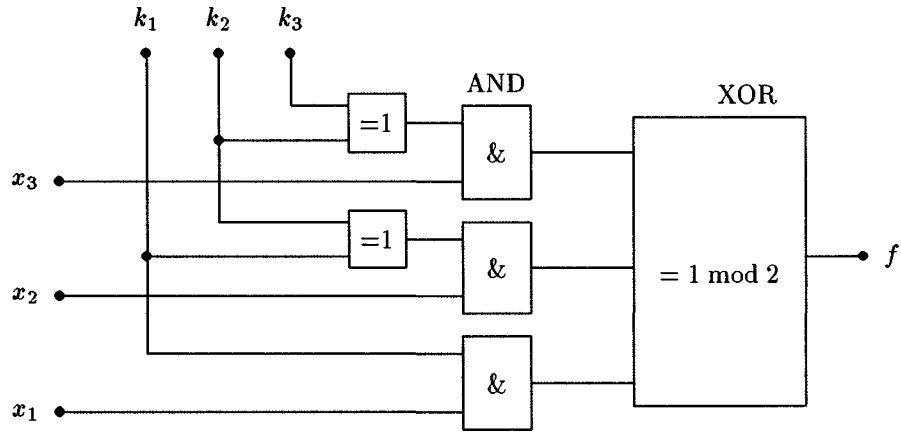 k₁ k₂ k₃
AND
XOR
=1
&
x₃
=1
&
= 1 mod 2
f
x₂
&
x₁